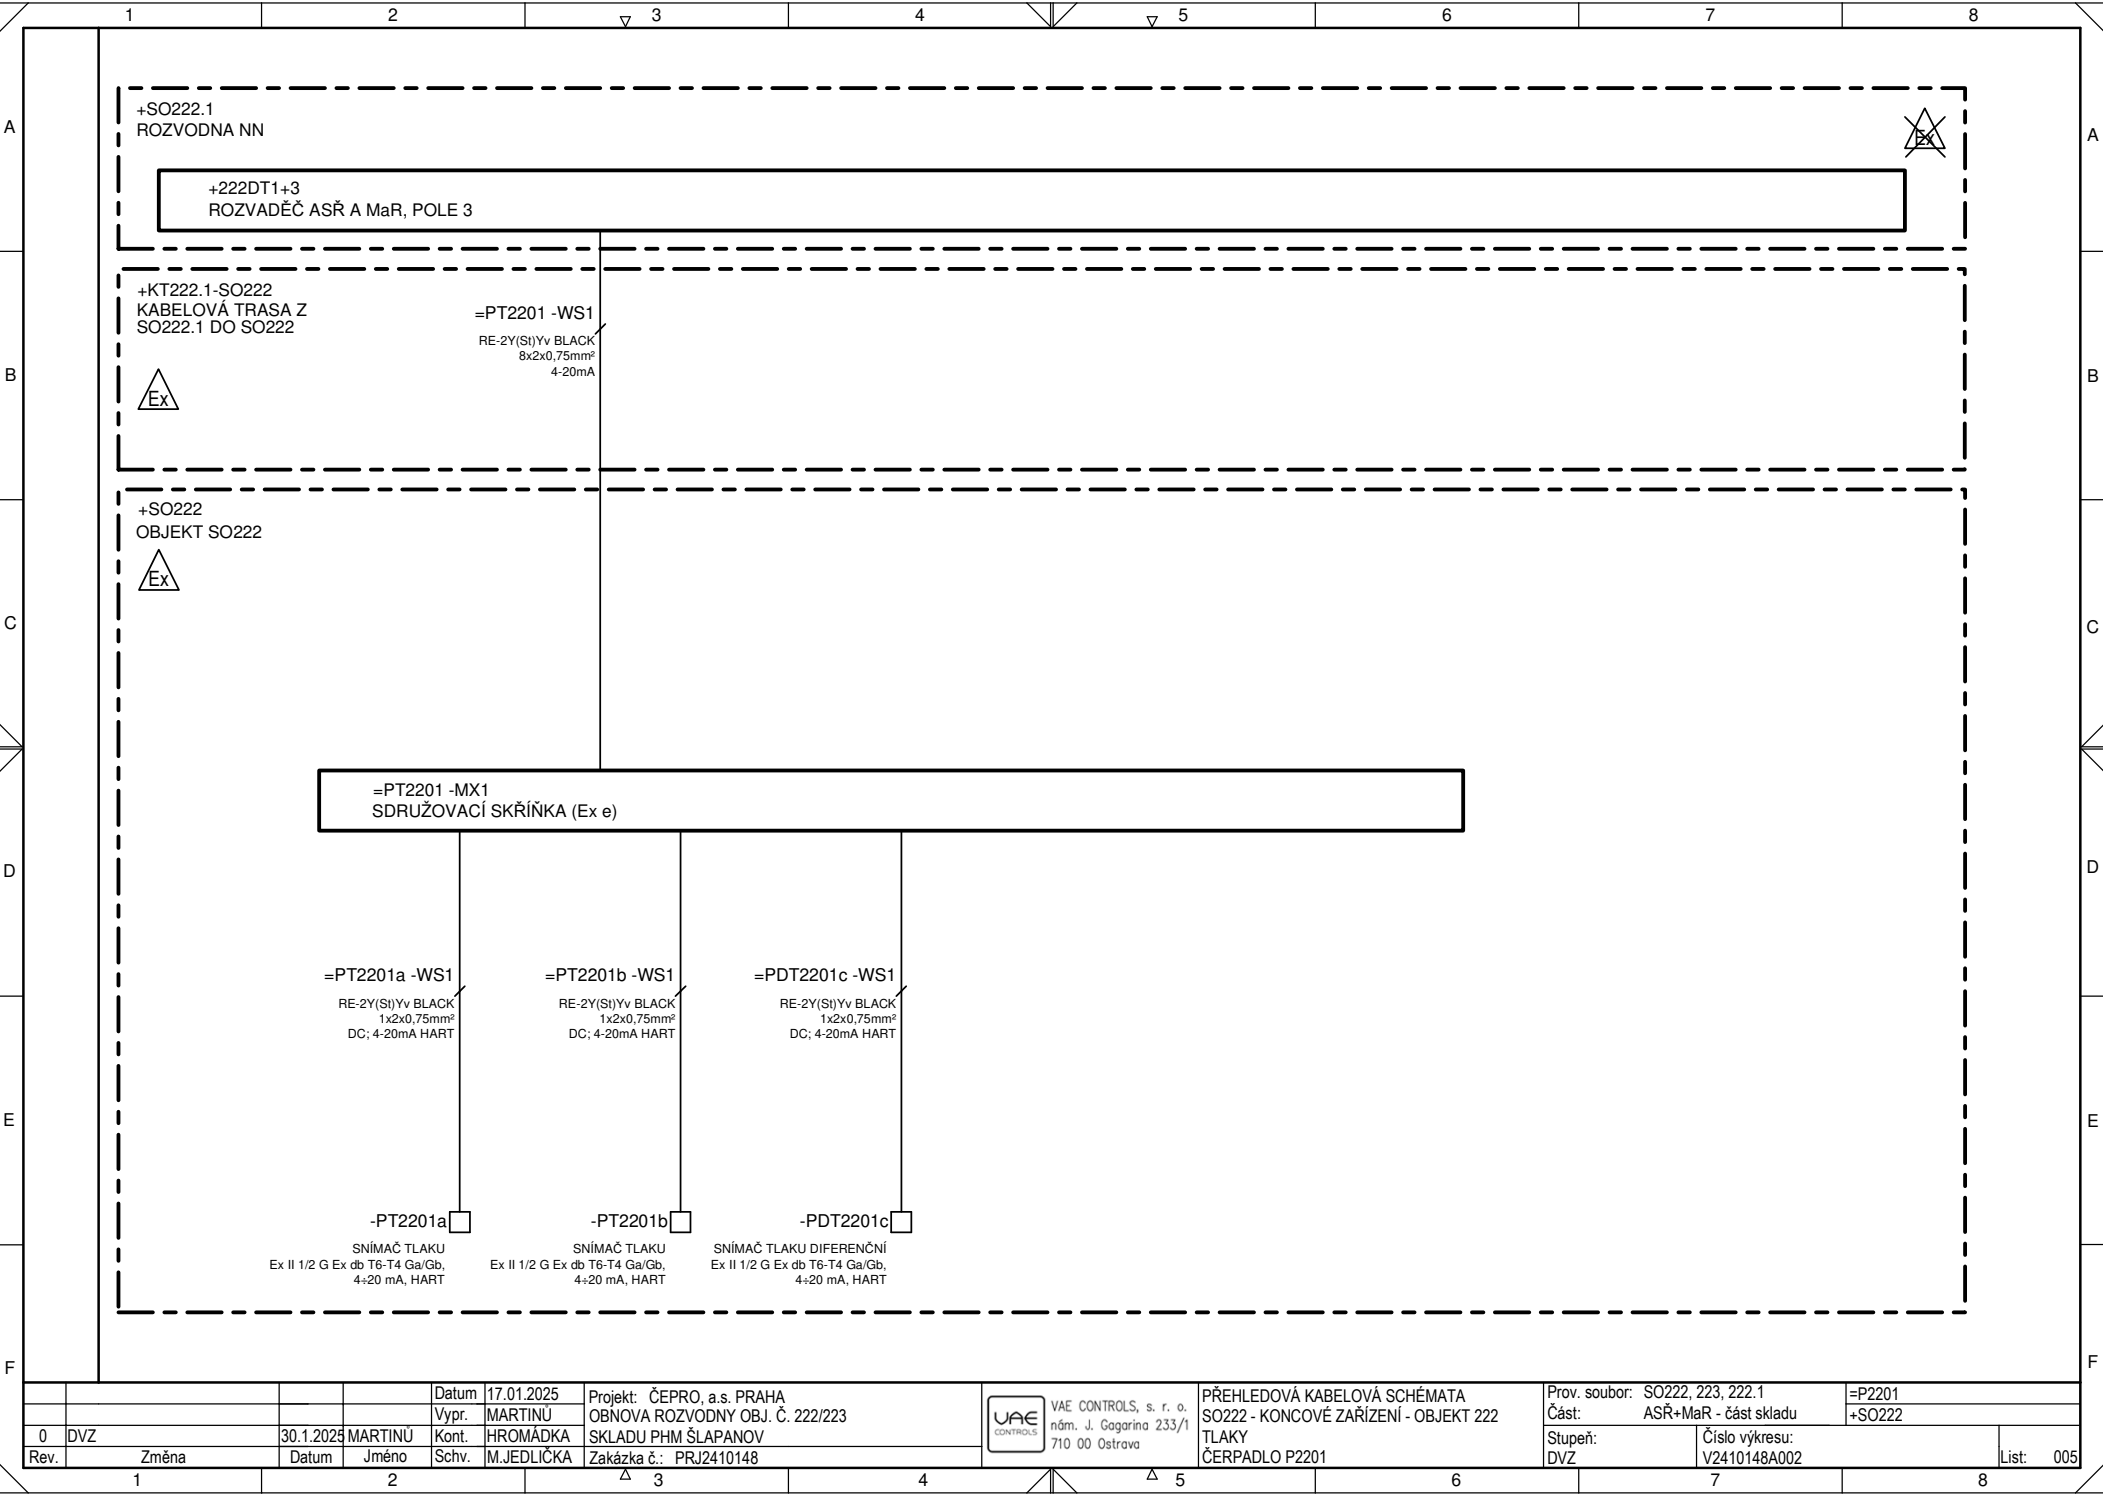 1 2 3 4 5 6 7 8
A A
B B
C C
D D
E E
F F
+SO222.1
ROZVODNA NN
Ex
+222DT1+3
ROZVADĚČ ASŘ A MaR, POLE 3
+KT222.1-SO222
KABELOVÁ TRASA Z
SO222.1 DO SO222
Ex
=PT2201 -WS1
RE-2Y(St)Yv BLACK
8x2x0,75mm²
4-20mA
+SO222
OBJEKT SO222
Ex
=PT2201 -MX1
SDRUŽOVACÍ SKŘÍŇKA (Ex e)
=PT2201a -WS1
RE-2Y(St)Yv BLACK
1x2x0,75mm²
DC; 4-20mA HART
=PT2201b -WS1
RE-2Y(St)Yv BLACK
1x2x0,75mm²
DC; 4-20mA HART
=PDT2201c -WS1
RE-2Y(St)Yv BLACK
1x2x0,75mm²
DC; 4-20mA HART
-PT2201a
SNÍMAČ TLAKU
Ex II 1/2 G Ex db T6-T4 Ga/Gb,
4÷20 mA, HART
-PT2201b
SNÍMAČ TLAKU
Ex II 1/2 G Ex db T6-T4 Ga/Gb,
4÷20 mA, HART
-PDT2201c
SNÍMAČ TLAKU DIFERENČNÍ
Ex II 1/2 G Ex db T6-T4 Ga/Gb,
4÷20 mA, HART
0 DVZ 30.1.2025 MARTINŮ
Rev. Změna Datum Jméno
Datum 17.01.2025
Vypr. MARTINŮ
Kont. HROMÁDKA
Schv. M.JEDLIČKA
Projekt: ČEPRO, a.s. PRAHA
OBNOVA ROZVODNY OBJ. Č. 222/223
SKLADU PHM ŠLAPANOV
Zakázka č.: PRJ2410148
VAE
CONTROLS
VAE CONTROLS, s. r. o.
nám. J. Gagarina 233/1
710 00 Ostrava
PŘEHLEDOVÁ KABELOVÁ SCHÉMATA
SO222 - KONCOVÉ ZAŘÍZENÍ - OBJEKT 222
TLAKY
ČERPADLO P2201
Prov. soubor: SO222, 223, 222.1
Část: ASŘ+MaR - část skladu
Stupeň:
DVZ
Číslo výkresu:
V2410148A002
=P2201
+SO222
List: 005
1 2 3 4 5 6 7 8